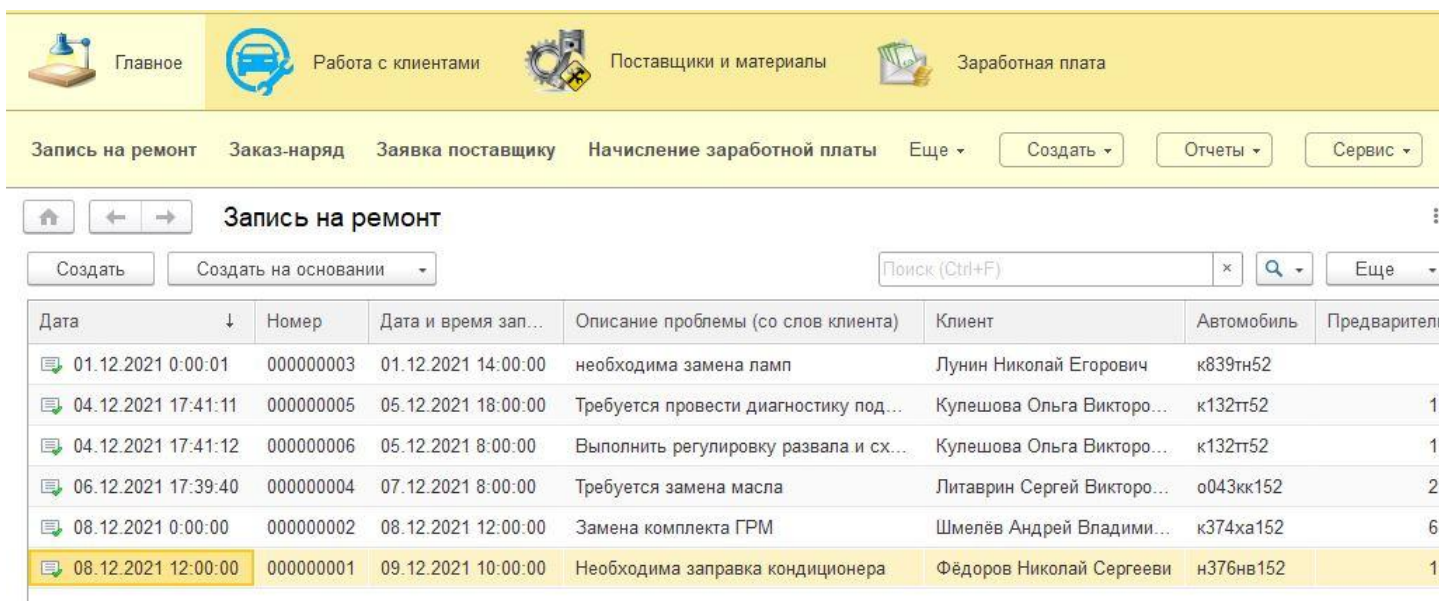 Главное Работа с клиентами Поставщики и материалы Заработная плата
Запись на ремонт Заказ-наряд Заявка поставщику Начисление заработной платы Еще Создать Отчеты Сервис
Запись на ремонт
Создать Создать на основании Поиск (Ctrl+F) × Еще
Дата ↓ Номер Дата и время зап... Описание проблемы (со слов клиента) Клиент Автомобиль Предварител
01.12.2021 0:00:01 000000003 01.12.2021 14:00:00 необходима замена ламп Лунин Николай Егорович к839тн52
04.12.2021 17:41:11 000000005 05.12.2021 18:00:00 Требуется провести диагностику под... Кулешова Ольга Викторо... к132тт52 1
04.12.2021 17:41:12 000000006 05.12.2021 8:00:00 Выполнить регулировку развала и сх... Кулешова Ольга Викторо... к132тт52 1
06.12.2021 17:39:40 000000004 07.12.2021 8:00:00 Требуется замена масла Литаврин Сергей Викторо... о043кк152 2
08.12.2021 0:00:00 000000002 08.12.2021 12:00:00 Замена комплекта ГРМ Шмелёв Андрей Владими... к374ха152 6
08.12.2021 12:00:00 000000001 09.12.2021 10:00:00 Необходима заправка кондиционера Фёдоров Николай Сергееви н376нв152 1